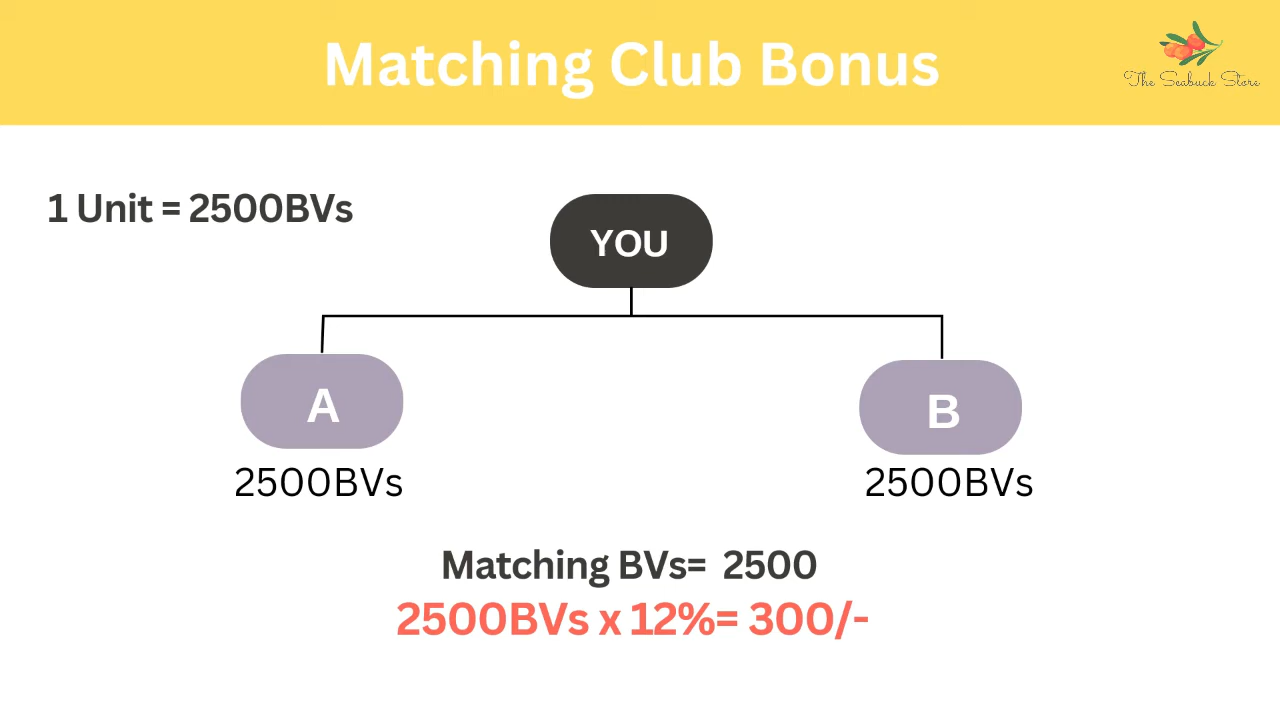 Matching Club Bonus
The Seabuck Store
1 Unit = 2500BVs
YOU
A
B
2500BVs
2500BVs
Matching BVs= 2500
2500BVs x 12%= 300/-